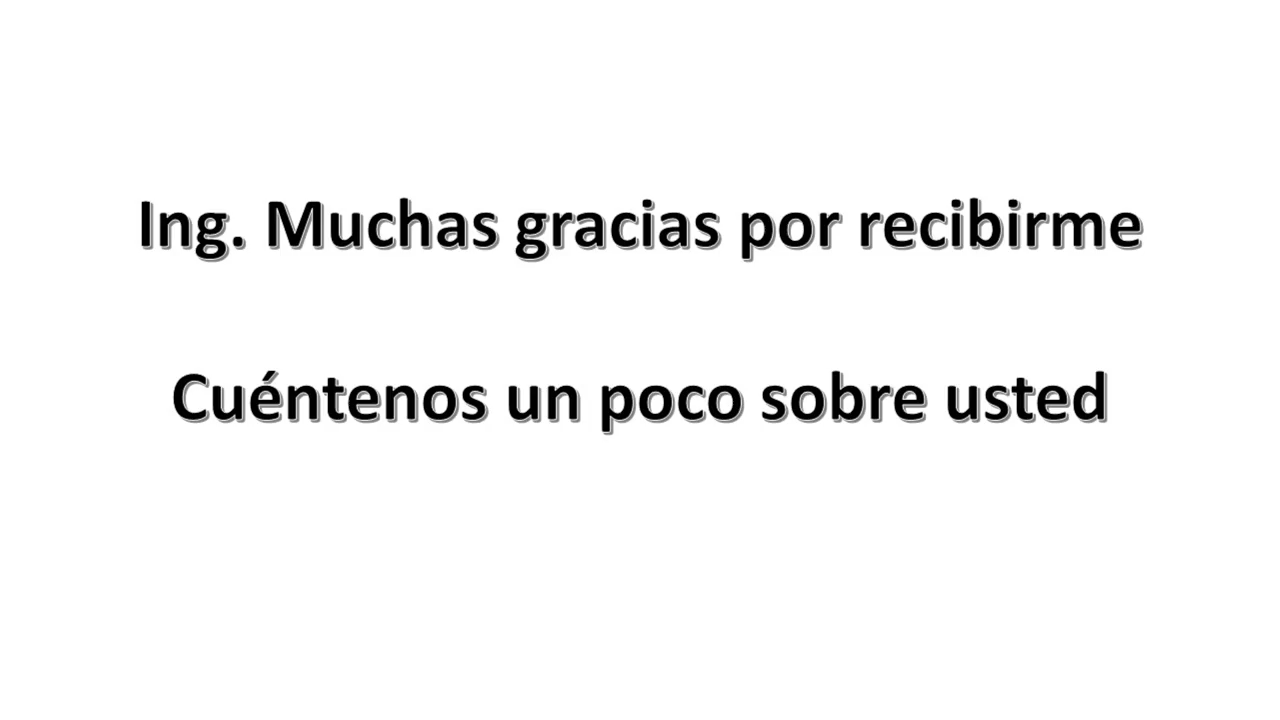 Ing. Muchas gracias por recibirme
Cuéntenos un poco sobre usted